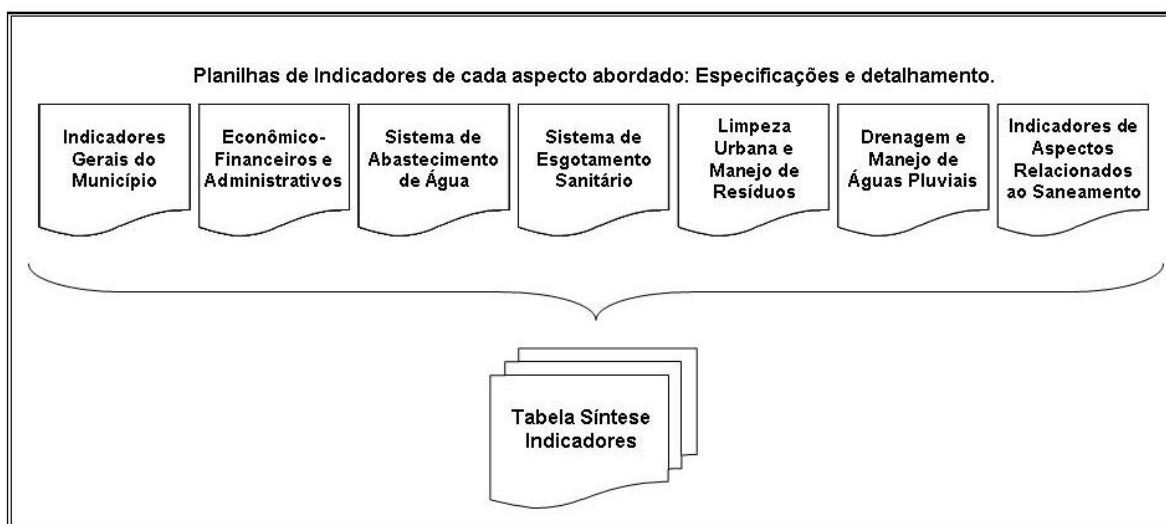 Planilhas de Indicadores de cada aspecto abordado: Especificações e detalhamento.
Indicadores
Gerais do
Município
Econômico-
Financeiros e
Administrativos
Sistema de
Abastecimento
de Água
Sistema de
Esgotamento
Sanitário
Limpeza
Urbana e
Manejo de
Resíduos
Drenagem e
Manejo de
Águas Pluviais
Indicadores de
Aspectos
Relacionados
ao Saneamento
Tabela Síntese
Indicadores